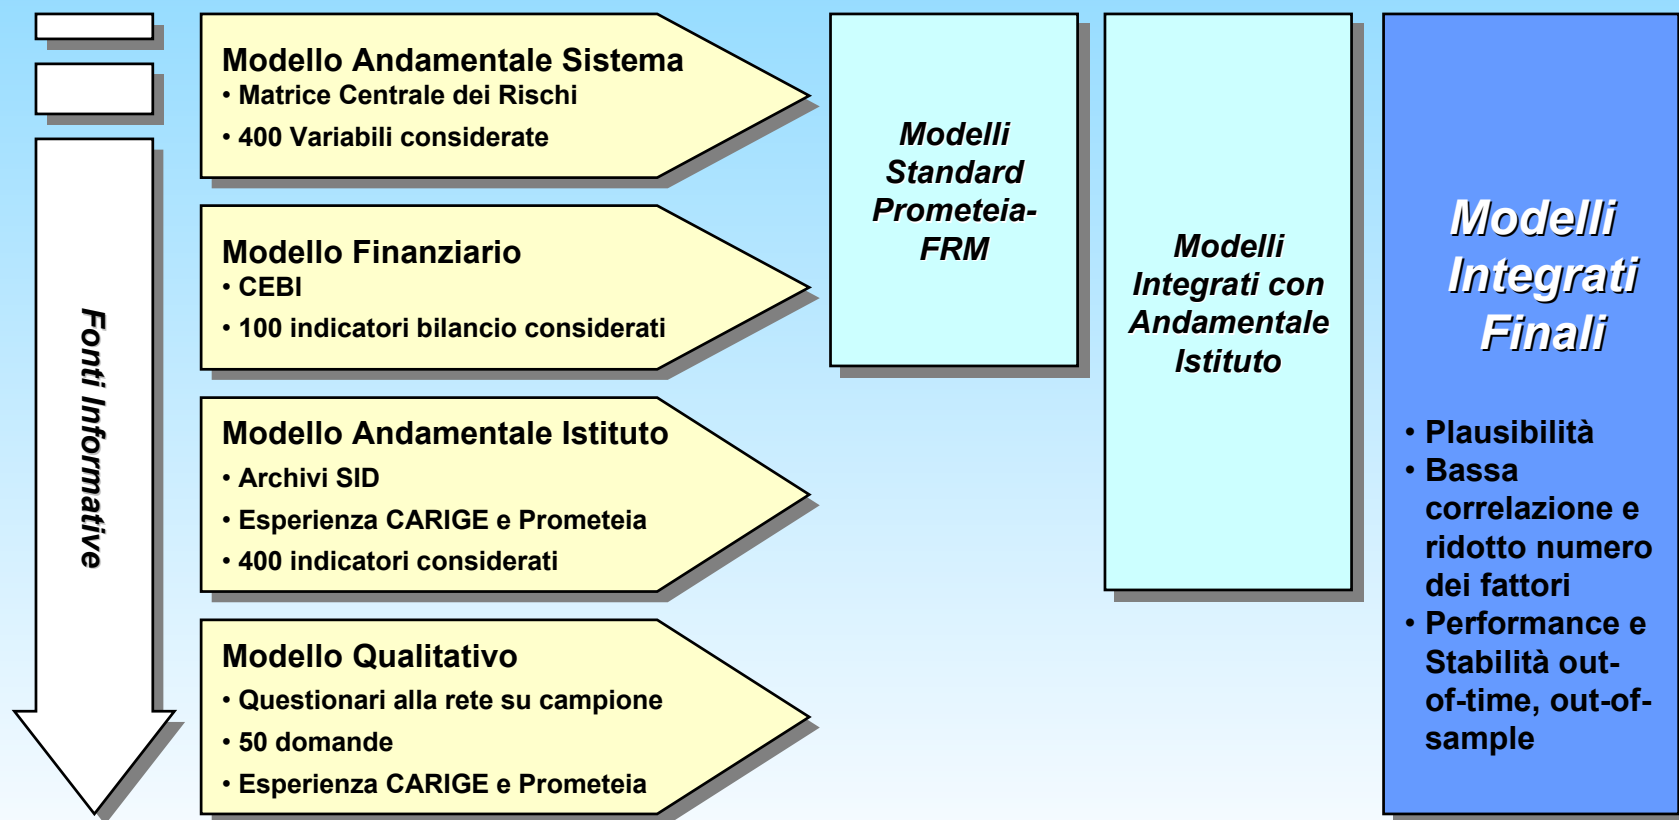 Fonti Informative
Modello Andamentale Sistema
• Matrice Centrale dei Rischi
• 400 Variabili considerate
Modello Finanziario
• CEBI
• 100 indicatori bilancio considerati
Modello Andamentale Istituto
• Archivi SID
• Esperienza CARIGE e Prometeia
• 400 indicatori considerati
Modello Qualitativo
• Questionari alla rete su campione
• 50 domande
• Esperienza CARIGE e Prometeia
Modelli
Standard
Prometeia-
FRM
Modelli
Integrati con
Andamentale
Istituto
Modelli
Integrati
Finali
• Plausibilità
• Bassa
correlazione e
ridotto numero
dei fattori
• Performance e
Stabilità out-
of-time, out-of-
sample